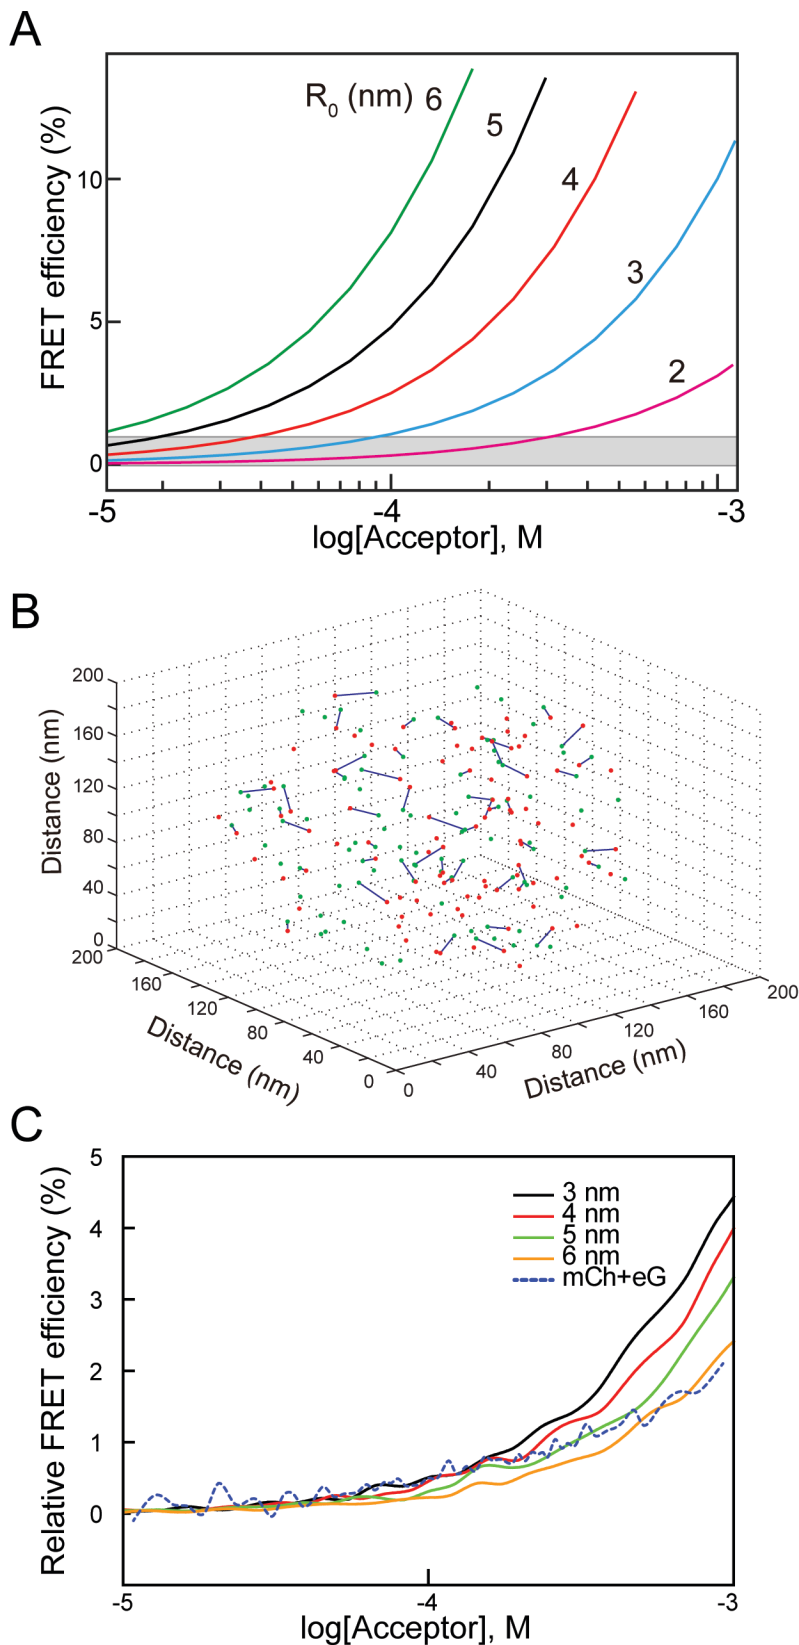 A
R0 (nm) 6
5
4
3
2
10
5
0
FRET efficiency (%)
-5
-4
-3
log[Acceptor], M
B
200
160
120
80
40
0
Distance (nm)
200
160
120
80
40
0
Distance (nm)
0
40
80
120
160
200
Distance (nm)
C
5
4
3
2
1
0
Relative FRET efficiency (%)
3 nm
4 nm
5 nm
6 nm
mCh+eG
-5
-4
-3
log[Acceptor], M